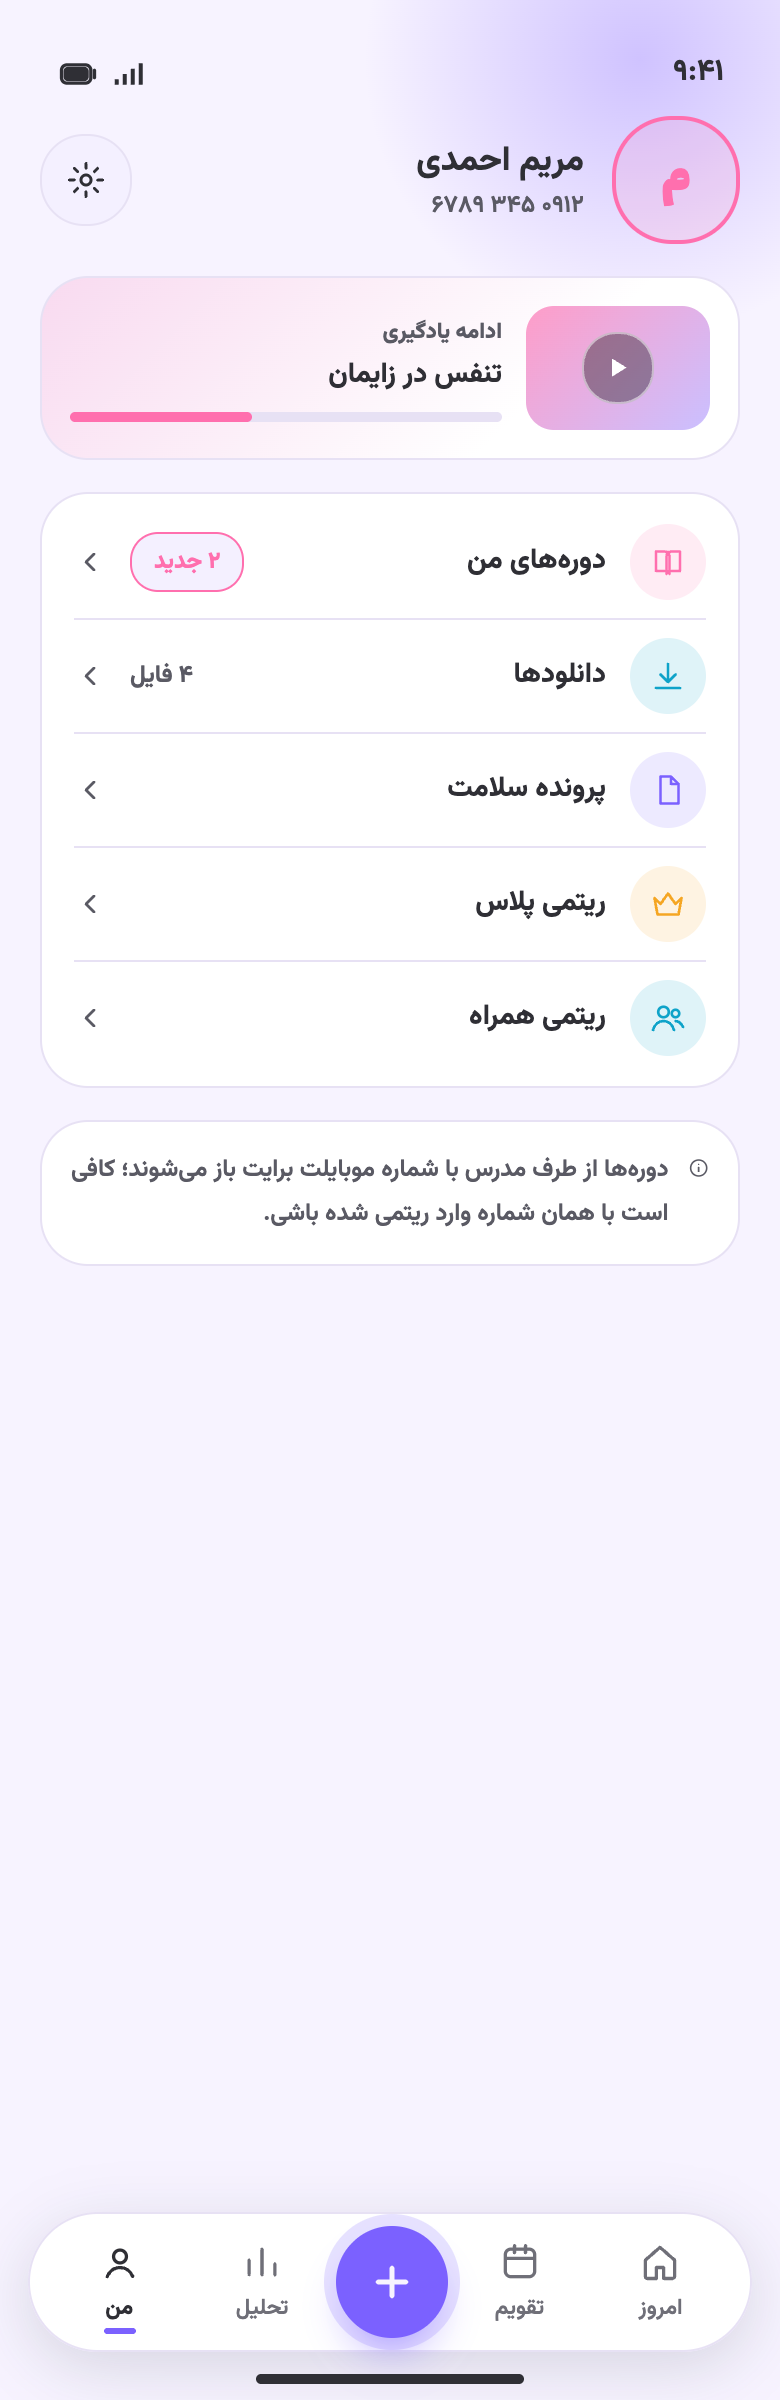 ۹:۴۱
م
مریم احمدی
۰۹۱۲ ۳۴۵ ۶۷۸۹
ادامه یادگیری
تنفس در زایمان
دوره‌های من
۲ جدید
دانلودها
۴ فایل
پرونده سلامت
ریتمی پلاس
ریتمی همراه
دوره‌ها از طرف مدرس با شماره موبایلت برایت باز می‌شوند؛ کافی
است با همان شماره وارد ریتمی شده باشی.
امروز
تقویم
تحلیل
من